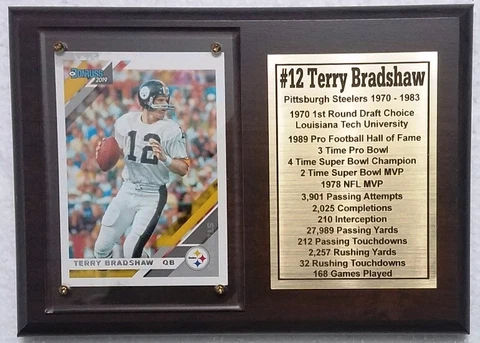 DONRUSS
2019
12
TERRY BRADSHAW QB
Steelers
#12 Terry Bradshaw
Pittsburgh Steelers 1970 - 1983
1970 1st Round Draft Choice
Louisiana Tech University
1989 Pro Football Hall of Fame
3 Time Pro Bowl
4 Time Super Bowl Champion
2 Time Super Bowl MVP
1978 NFL MVP
3,901 Passing Attempts
2,025 Completions
210 Interception
27,989 Passing Yards
212 Passing Touchdowns
2,257 Rushing Yards
32 Rushing Touchdowns
168 Games Played